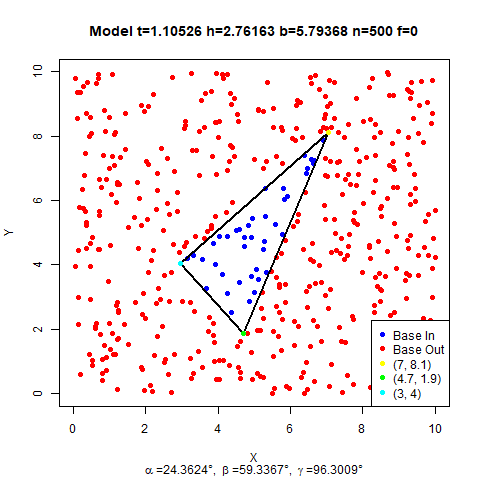 Model t=1.10526 h=2.76163 b=5.79368 n=500 f=0
10
8
6
4
2
0
Y
Base In
Base Out
(7, 8.1)
(4.7, 1.9)
(3, 4)
0 2 4 6 8 10
X
α=24.3624°, β=59.3367°, γ=96.3009°